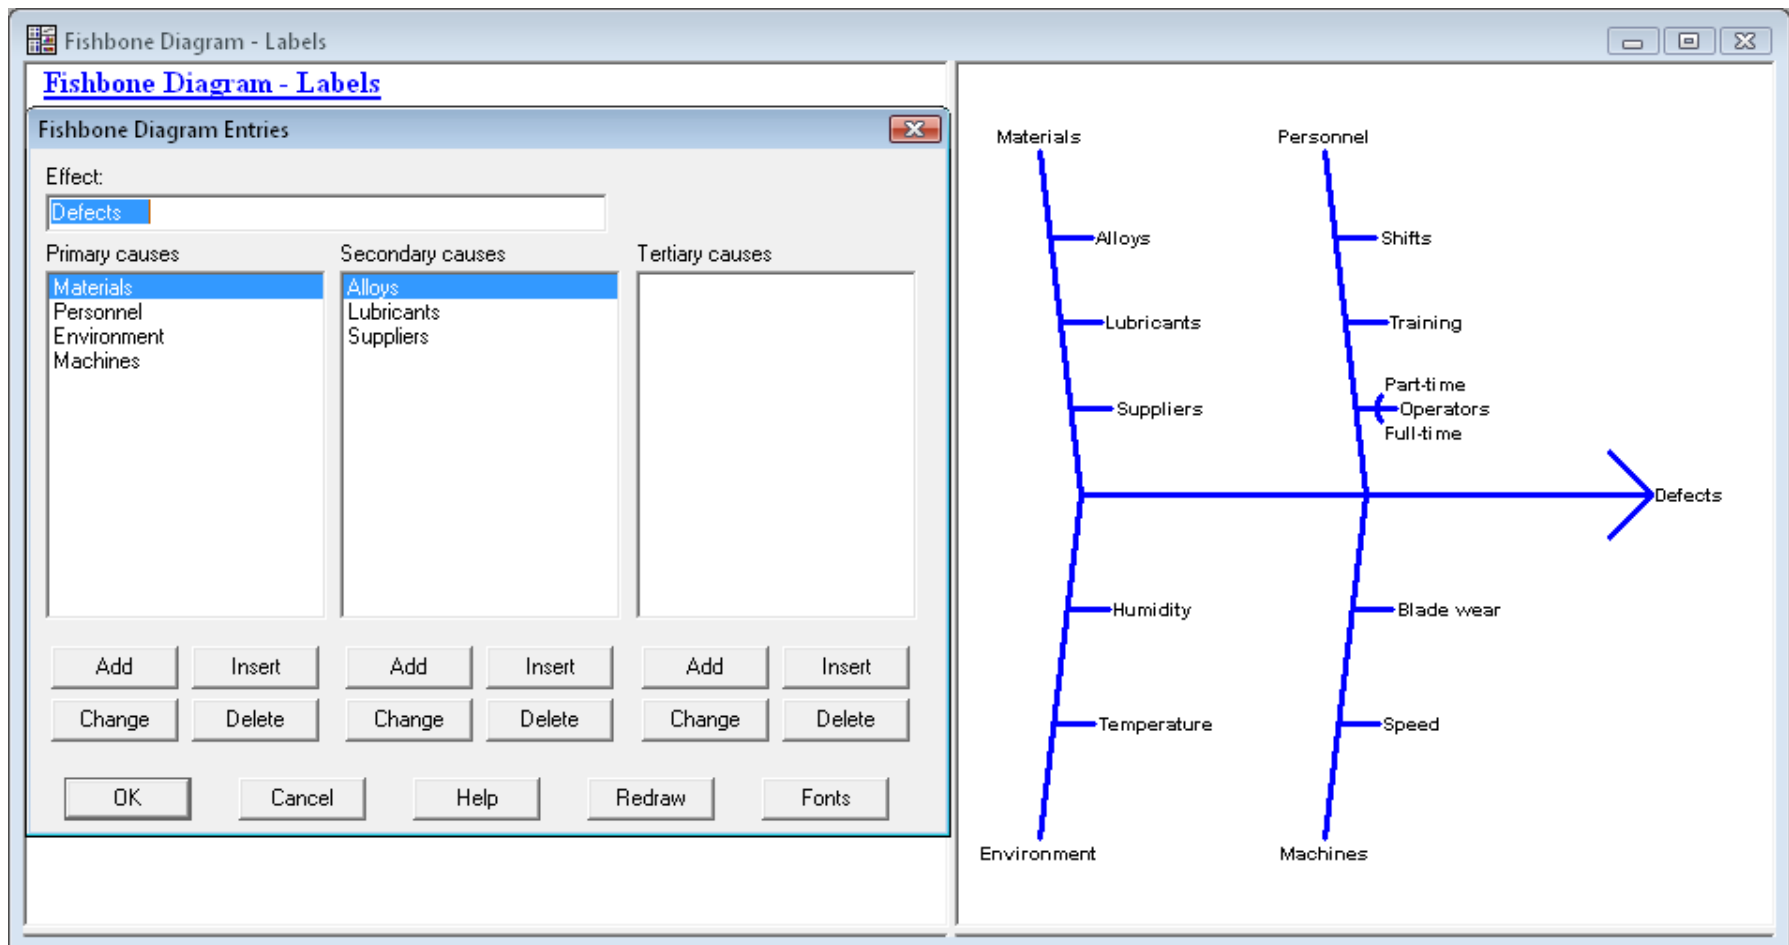 Fishbone Diagram - Labels
Fishbone Diagram - Labels
Fishbone Diagram Entries
Effect:
Defects
Primary causes
Secondary causes
Tertiary causes
Materials
Personnel
Environment
Machines
Alloys
Lubricants
Suppliers
Add
Insert
Add
Insert
Add
Insert
Change
Delete
Change
Delete
Change
Delete
OK
Cancel
Help
Redraw
Fonts
Materials
Personnel
Alloys
Shifts
Lubricants
Training
Part-time
Suppliers
Operators
Full-time
Defects
Humidity
Blade wear
Temperature
Speed
Environment
Machines